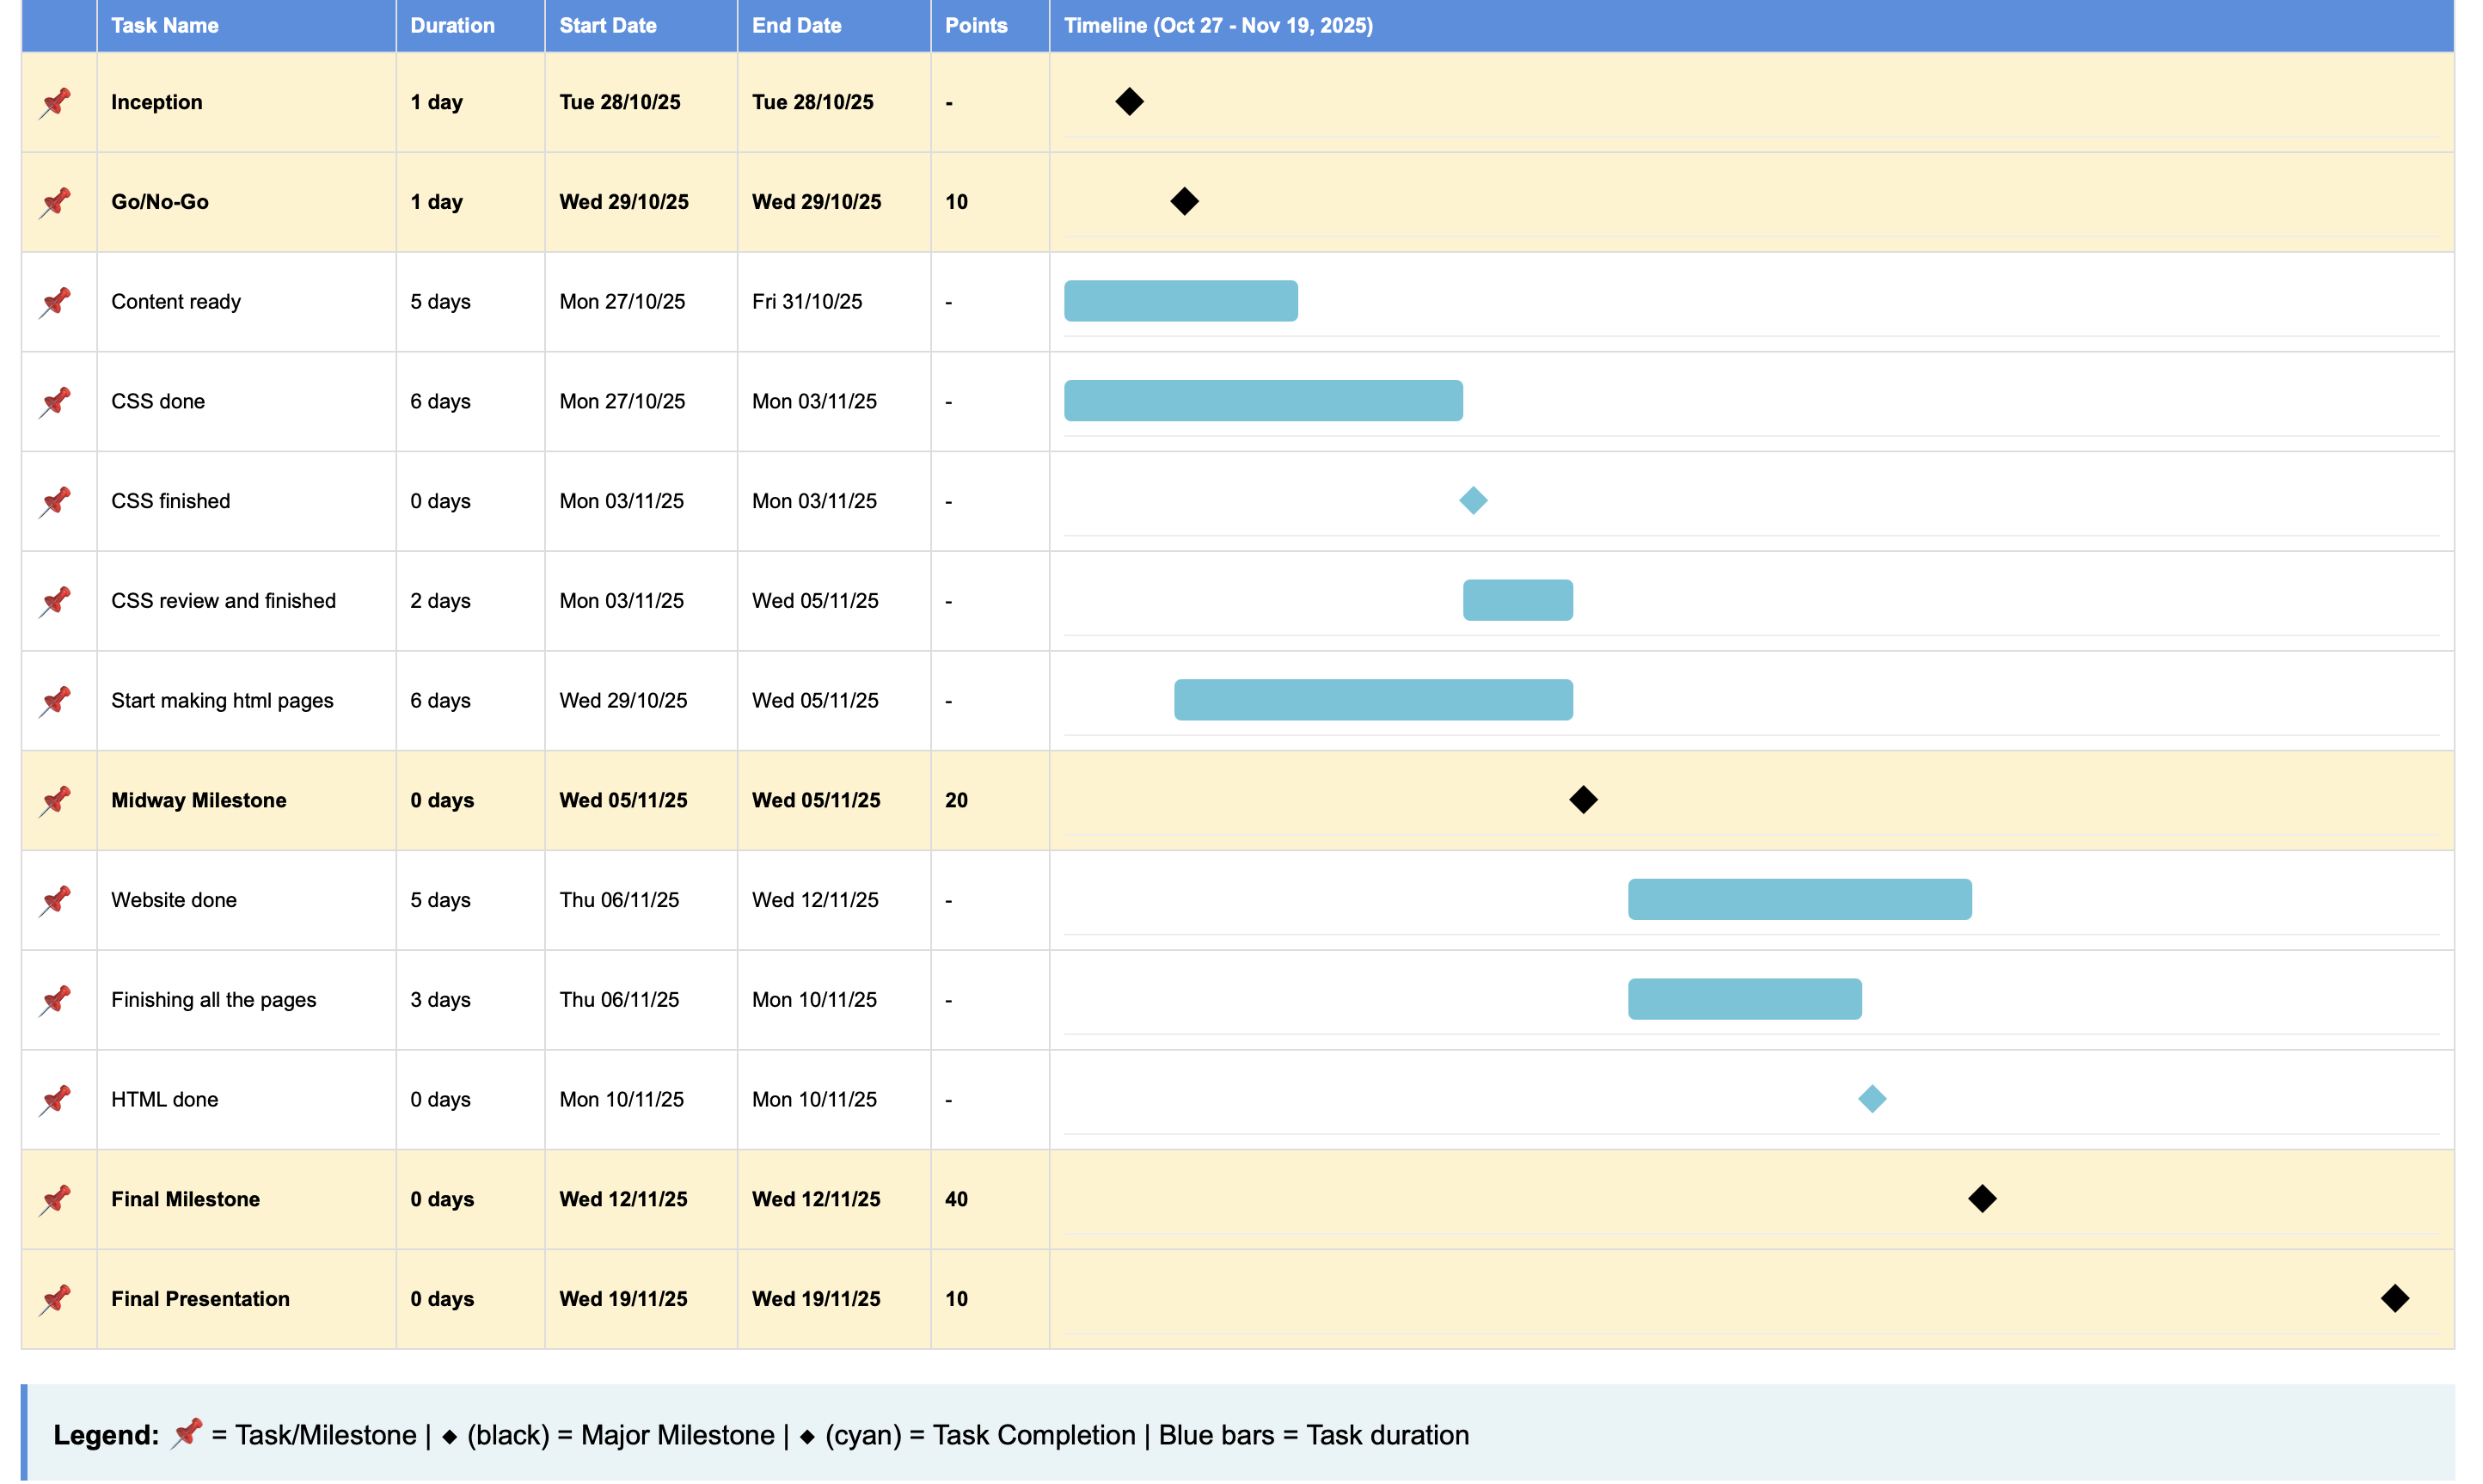 Task Name Duration Start Date End Date Points Timeline (Oct 27 - Nov 19, 2025)
Inception 1 day Tue 28/10/25 Tue 28/10/25 -
Go/No-Go 1 day Wed 29/10/25 Wed 29/10/25 10
Content ready 5 days Mon 27/10/25 Fri 31/10/25 -
CSS done 6 days Mon 27/10/25 Mon 03/11/25 -
CSS finished 0 days Mon 03/11/25 Mon 03/11/25 -
CSS review and finished 2 days Mon 03/11/25 Wed 05/11/25 -
Start making html pages 6 days Wed 29/10/25 Wed 05/11/25 -
Midway Milestone 0 days Wed 05/11/25 Wed 05/11/25 20
Website done 5 days Thu 06/11/25 Wed 12/11/25 -
Finishing all the pages 3 days Thu 06/11/25 Mon 10/11/25 -
HTML done 0 days Mon 10/11/25 Mon 10/11/25 -
Final Milestone 0 days Wed 12/11/25 Wed 12/11/25 40
Final Presentation 0 days Wed 19/11/25 Wed 19/11/25 10
Legend: 📌 = Task/Milestone | ◆ (black) = Major Milestone | ◆ (cyan) = Task Completion | Blue bars = Task duration